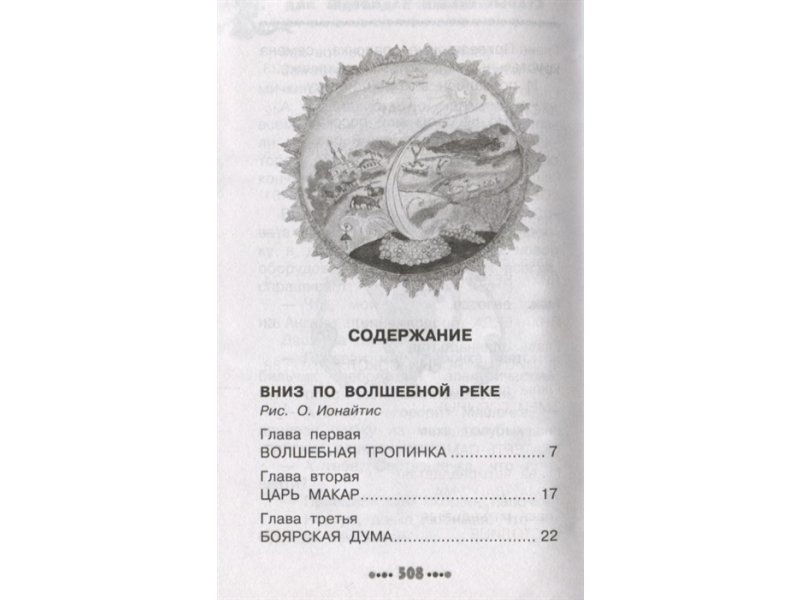 СОДЕРЖАНИЕ
ВНИЗ ПО ВОЛШЕБНОЙ РЕКЕ
Рис. О. Ионайтис
Глава первая
ВОЛШЕБНАЯ ТРОПИНКА .................... 7
Глава вторая
ЦАРЬ МАКАР.................................. 17
Глава третья
БОЯРСКАЯ ДУМА............................. 22
508